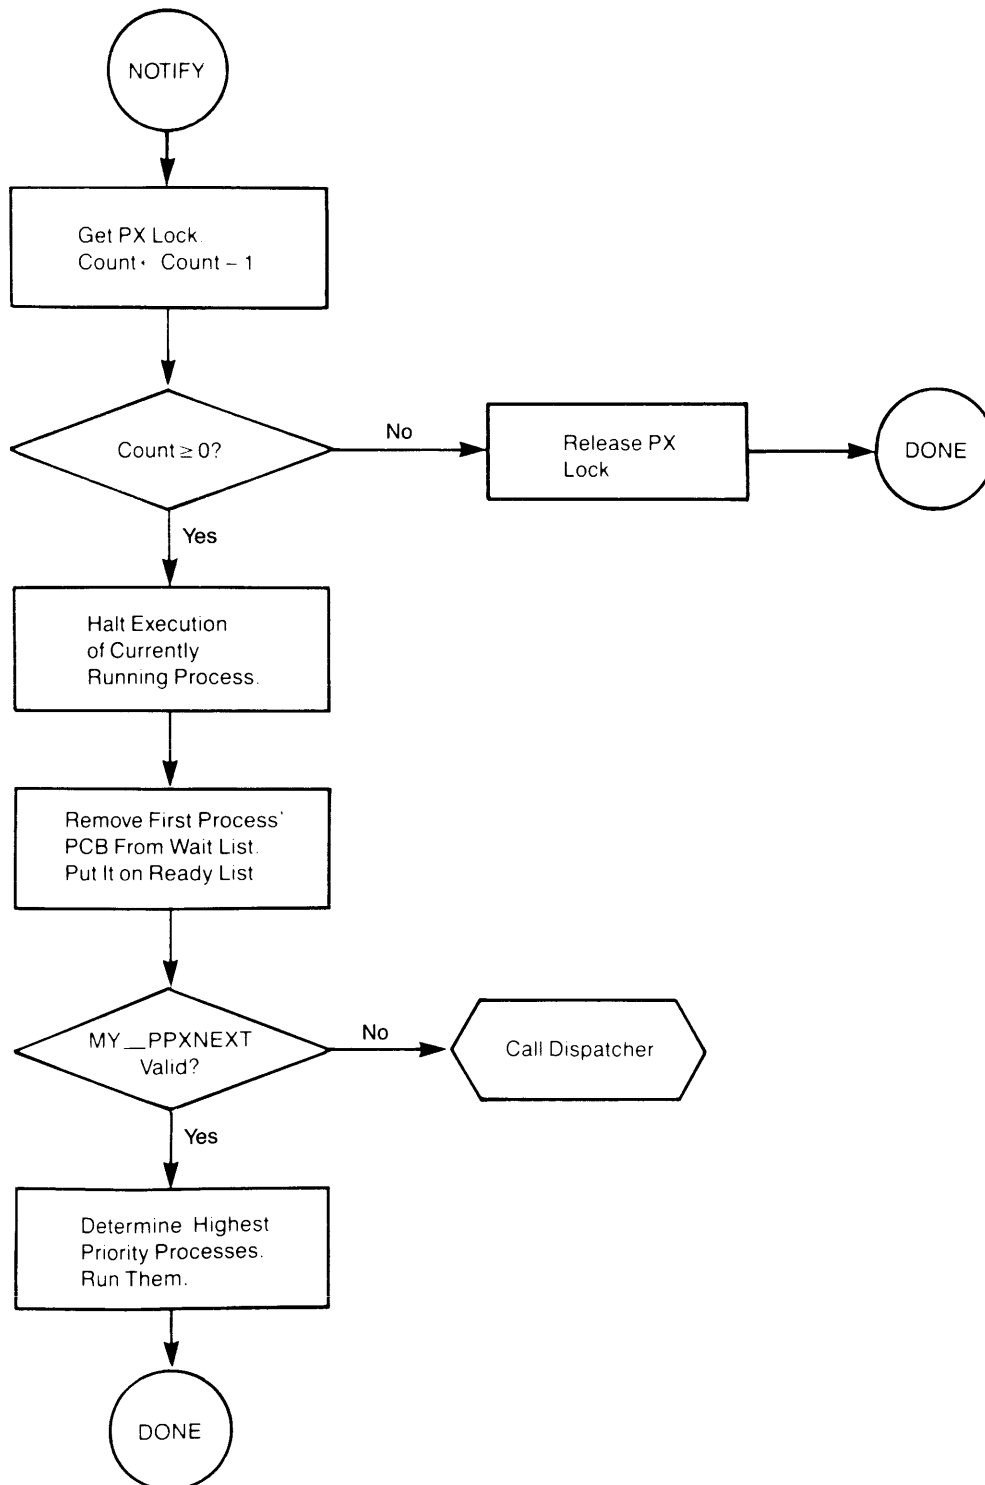 NOTIFY
Get PX Lock.
Count← Count – 1
Count ≥ 0?
No
Release PX
Lock
DONE
Yes
Halt Execution
of Currently
Running Process.
Remove First Process'
PCB From Wait List.
Put It on Ready List
MY__PPXNEXT
Valid?
No
Call Dispatcher
Yes
Determine Highest
Priority Processes.
Run Them.
DONE